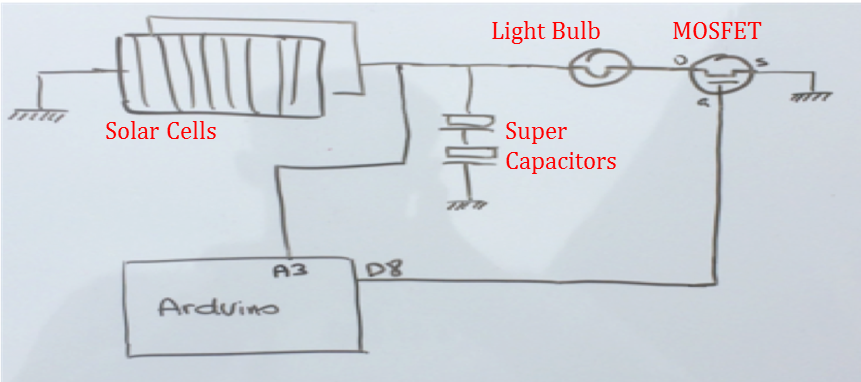 Light Bulb
MOSFET
D
S
G
Solar Cells
Super
Capacitors
A3
D8
Arduino